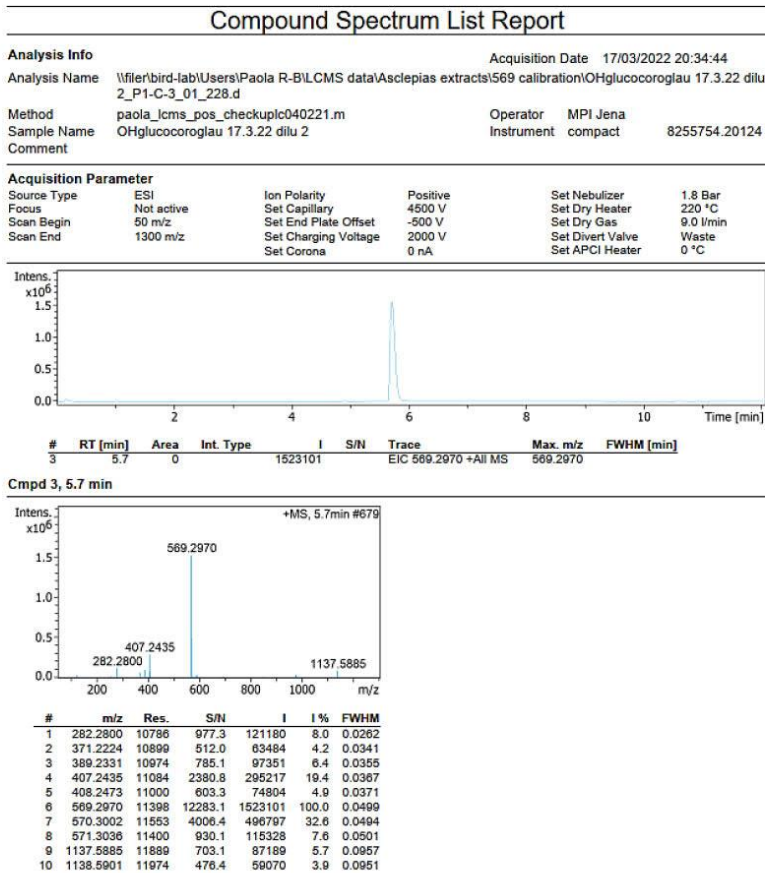 Compound Spectrum List Report
Analysis Info
Acquisition Date 17/03/2022 20:34:44
Analysis Name \\filer\bird-lab\Users\Paola R-B\LCMS data\Asclepias extracts\569 calibration\OHglucocoroglau 17.3.22 dilu
2_P1-C-3_01_228.d
Method paola_lcms_pos_checkuplc040221.m Operator MPI Jena
Sample Name OHglucocoroglau 17.3.22 dilu 2 Instrument compact 8255754.20124
Comment
Acquisition Parameter
Source Type ESI Ion Polarity Positive Set Nebulizer 1.8 Bar
Focus Not active Set Capillary 4500 V Set Dry Heater 220 °C
Scan Begin 50 m/z Set End Plate Offset -500 V Set Dry Gas 9.0 l/min
Scan End 1300 m/z Set Charging Voltage 2000 V Set Divert Valve Waste
Set Corona 0 nA Set APCI Heater 0 °C
Intens.
x10⁶
1.5
1.0
0.5
0.0
2 4 6 8 10 Time [min]
# RT [min] Area Int. Type I S/N Trace Max. m/z FWHM [min]
3 5.7 0 1523101 EIC 569.2970 +All MS 569.2970
Cmpd 3, 5.7 min
Intens.
x10⁶
+MS, 5.7min #679
569.2970
1.5
1.0
0.5
407.2435
282.2800
1137.5885
0.0
200 400 600 800 1000 m/z
# m/z Res. S/N I I % FWHM
1 282.2800 10786 977.3 121180 8.0 0.0262
2 371.2224 10899 512.0 63484 4.2 0.0341
3 389.2331 10974 785.1 97351 6.4 0.0355
4 407.2435 11084 2380.8 295217 19.4 0.0367
5 408.2473 11000 603.3 74804 4.9 0.0371
6 569.2970 11398 12283.1 1523101 100.0 0.0499
7 570.3002 11553 4006.4 496797 32.6 0.0494
8 571.3036 11400 930.1 115328 7.6 0.0501
9 1137.5885 11889 703.1 87189 5.7 0.0957
10 1138.5901 11974 476.4 59070 3.9 0.0951